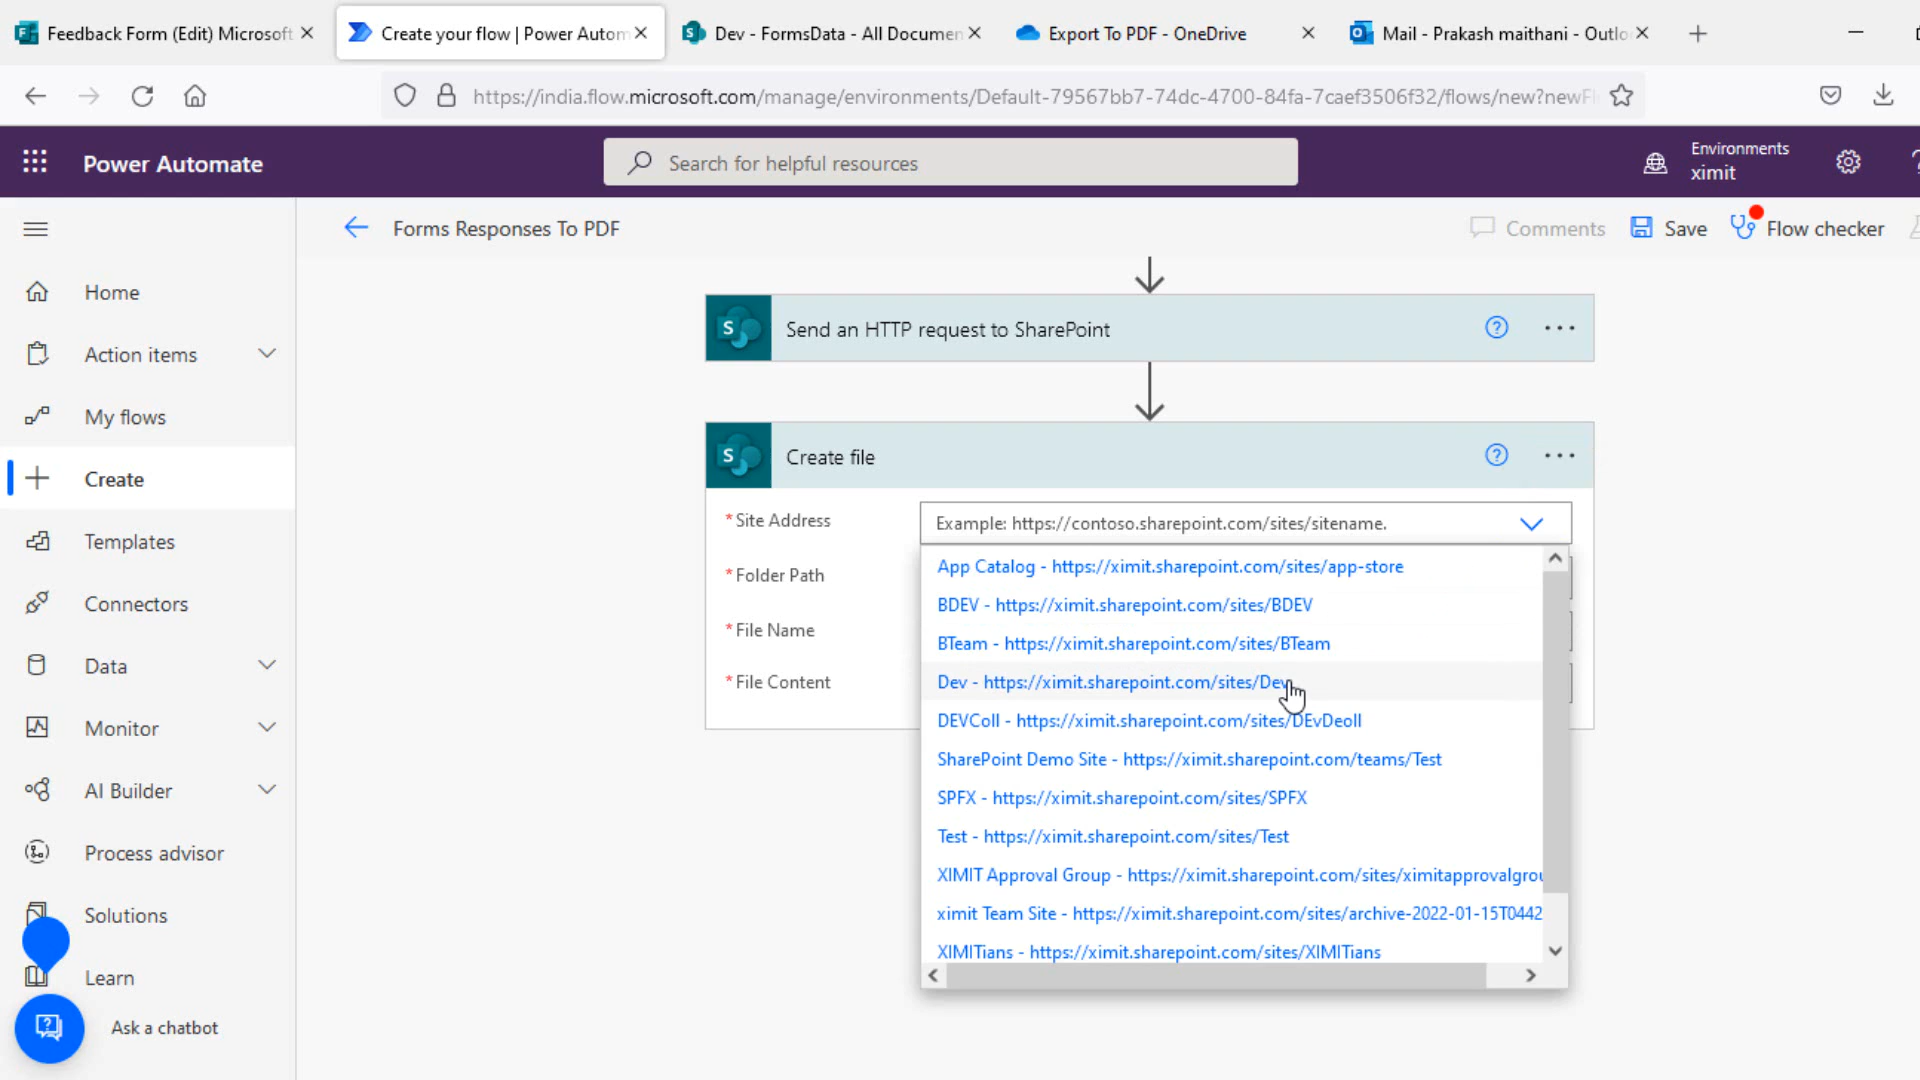 Feedback Form (Edit) Microsoft
Create your flow | Power Autom
Dev - FormsData - All Documen
Export To PDF - OneDrive
Mail - Prakash maithani - Outlo
https://india.flow.microsoft.com/manage/environments/Default-79567bb7-74dc-4700-84fa-7caef3506f32/flows/new?newFl
Power Automate
Search for helpful resources
Environments
ximit
Forms Responses To PDF
Comments
Save
Flow checker
Home
Action items
My flows
Create
Templates
Connectors
Data
Monitor
AI Builder
Process advisor
Solutions
Learn
Ask a chatbot
Send an HTTP request to SharePoint
Create file
* Site Address
Example: https://contoso.sharepoint.com/sites/sitename.
* Folder Path
* File Name
* File Content
App Catalog - https://ximit.sharepoint.com/sites/app-store
BDEV - https://ximit.sharepoint.com/sites/BDEV
BTeam - https://ximit.sharepoint.com/sites/BTeam
Dev - https://ximit.sharepoint.com/sites/Dev
DEVColl - https://ximit.sharepoint.com/sites/DEvDeoll
SharePoint Demo Site - https://ximit.sharepoint.com/teams/Test
SPFX - https://ximit.sharepoint.com/sites/SPFX
Test - https://ximit.sharepoint.com/sites/Test
XIMIT Approval Group - https://ximit.sharepoint.com/sites/ximitapprovalgrou
ximit Team Site - https://ximit.sharepoint.com/sites/archive-2022-01-15T0442
XIMITians - https://ximit.sharepoint.com/sites/XIMITians